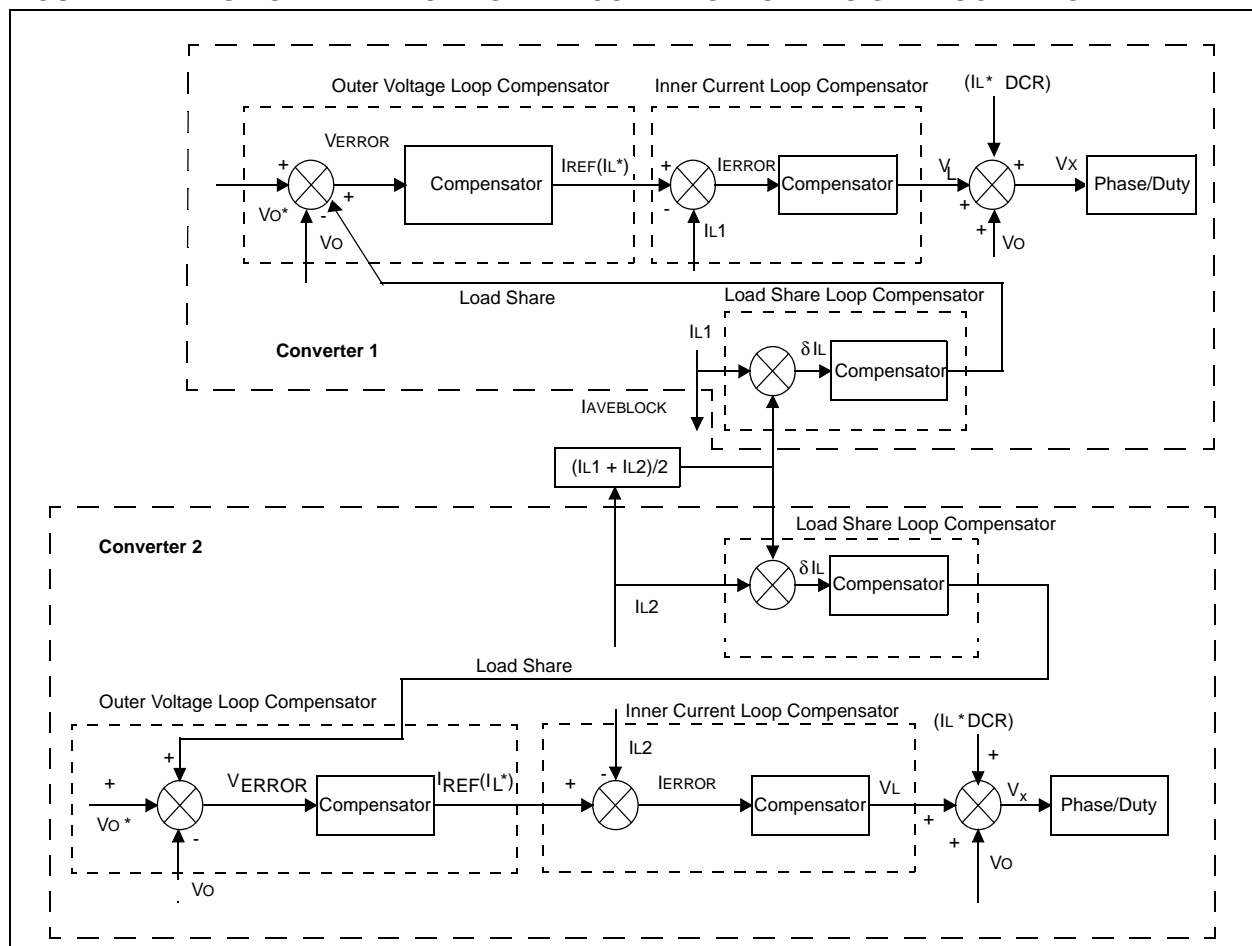 Outer Voltage Loop Compensator
Inner Current Loop Compensator
(IL* DCR)
VERROR
+
Compensator
IREF(IL*)
+
IERROR
Compensator
VL
+
VX
Phase/Duty
+
VO*
-
VO
-
IL1
+
+
VO
Load Share
Load Share Loop Compensator
IL1
δIL
Compensator
Converter 1
IAVEBLOCK
(IL1 + IL2)/2
Load Share Loop Compensator
Converter 2
δIL
Compensator
IL2
Load Share
Outer Voltage Loop Compensator
Inner Current Loop Compensator
(IL*DCR)
+
IL2
+
+
VERROR
Compensator
IREF(IL*)
+
-
IERROR
Compensator
VL
Vx
Phase/Duty
VO*
-
+
+
VO
VO